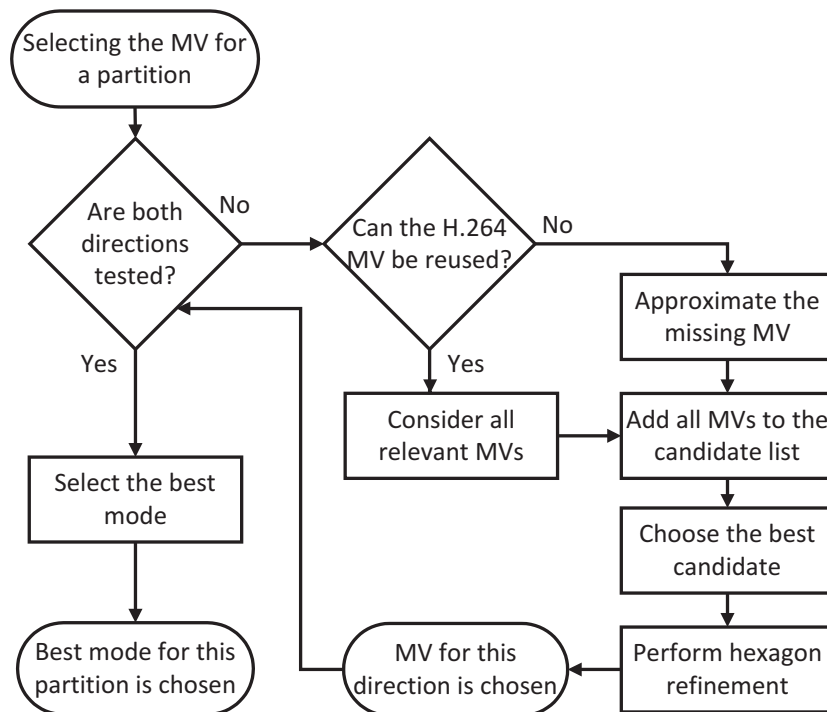 Selecting the MV for
a partition
Are both
directions
tested?
No
Can the H.264
MV be reused?
No
Approximate the
missing MV
Yes
Yes
Consider all
relevant MVs
Add all MVs to the
candidate list
Select the best
mode
Choose the best
candidate
Best mode for this
partition is chosen
MV for this
direction is chosen
Perform hexagon
refinement